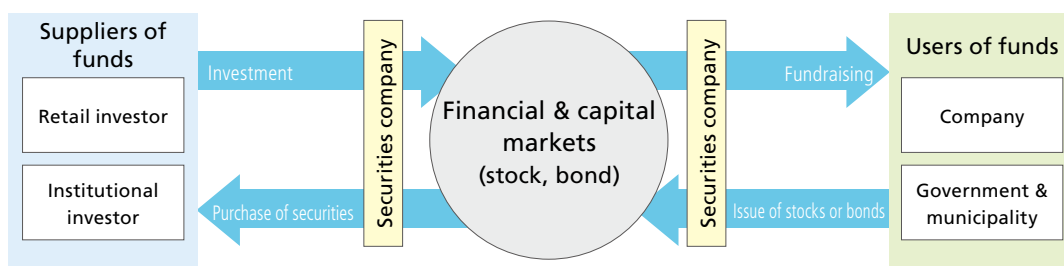 Suppliers of
funds
Retail investor
Institutional
investor
Investment
Purchase of securities
Securities company
Financial & capital
markets
(stock, bond)
Securities company
Fundraising
Issue of stocks or bonds
Users of funds
Company
Government &
municipality